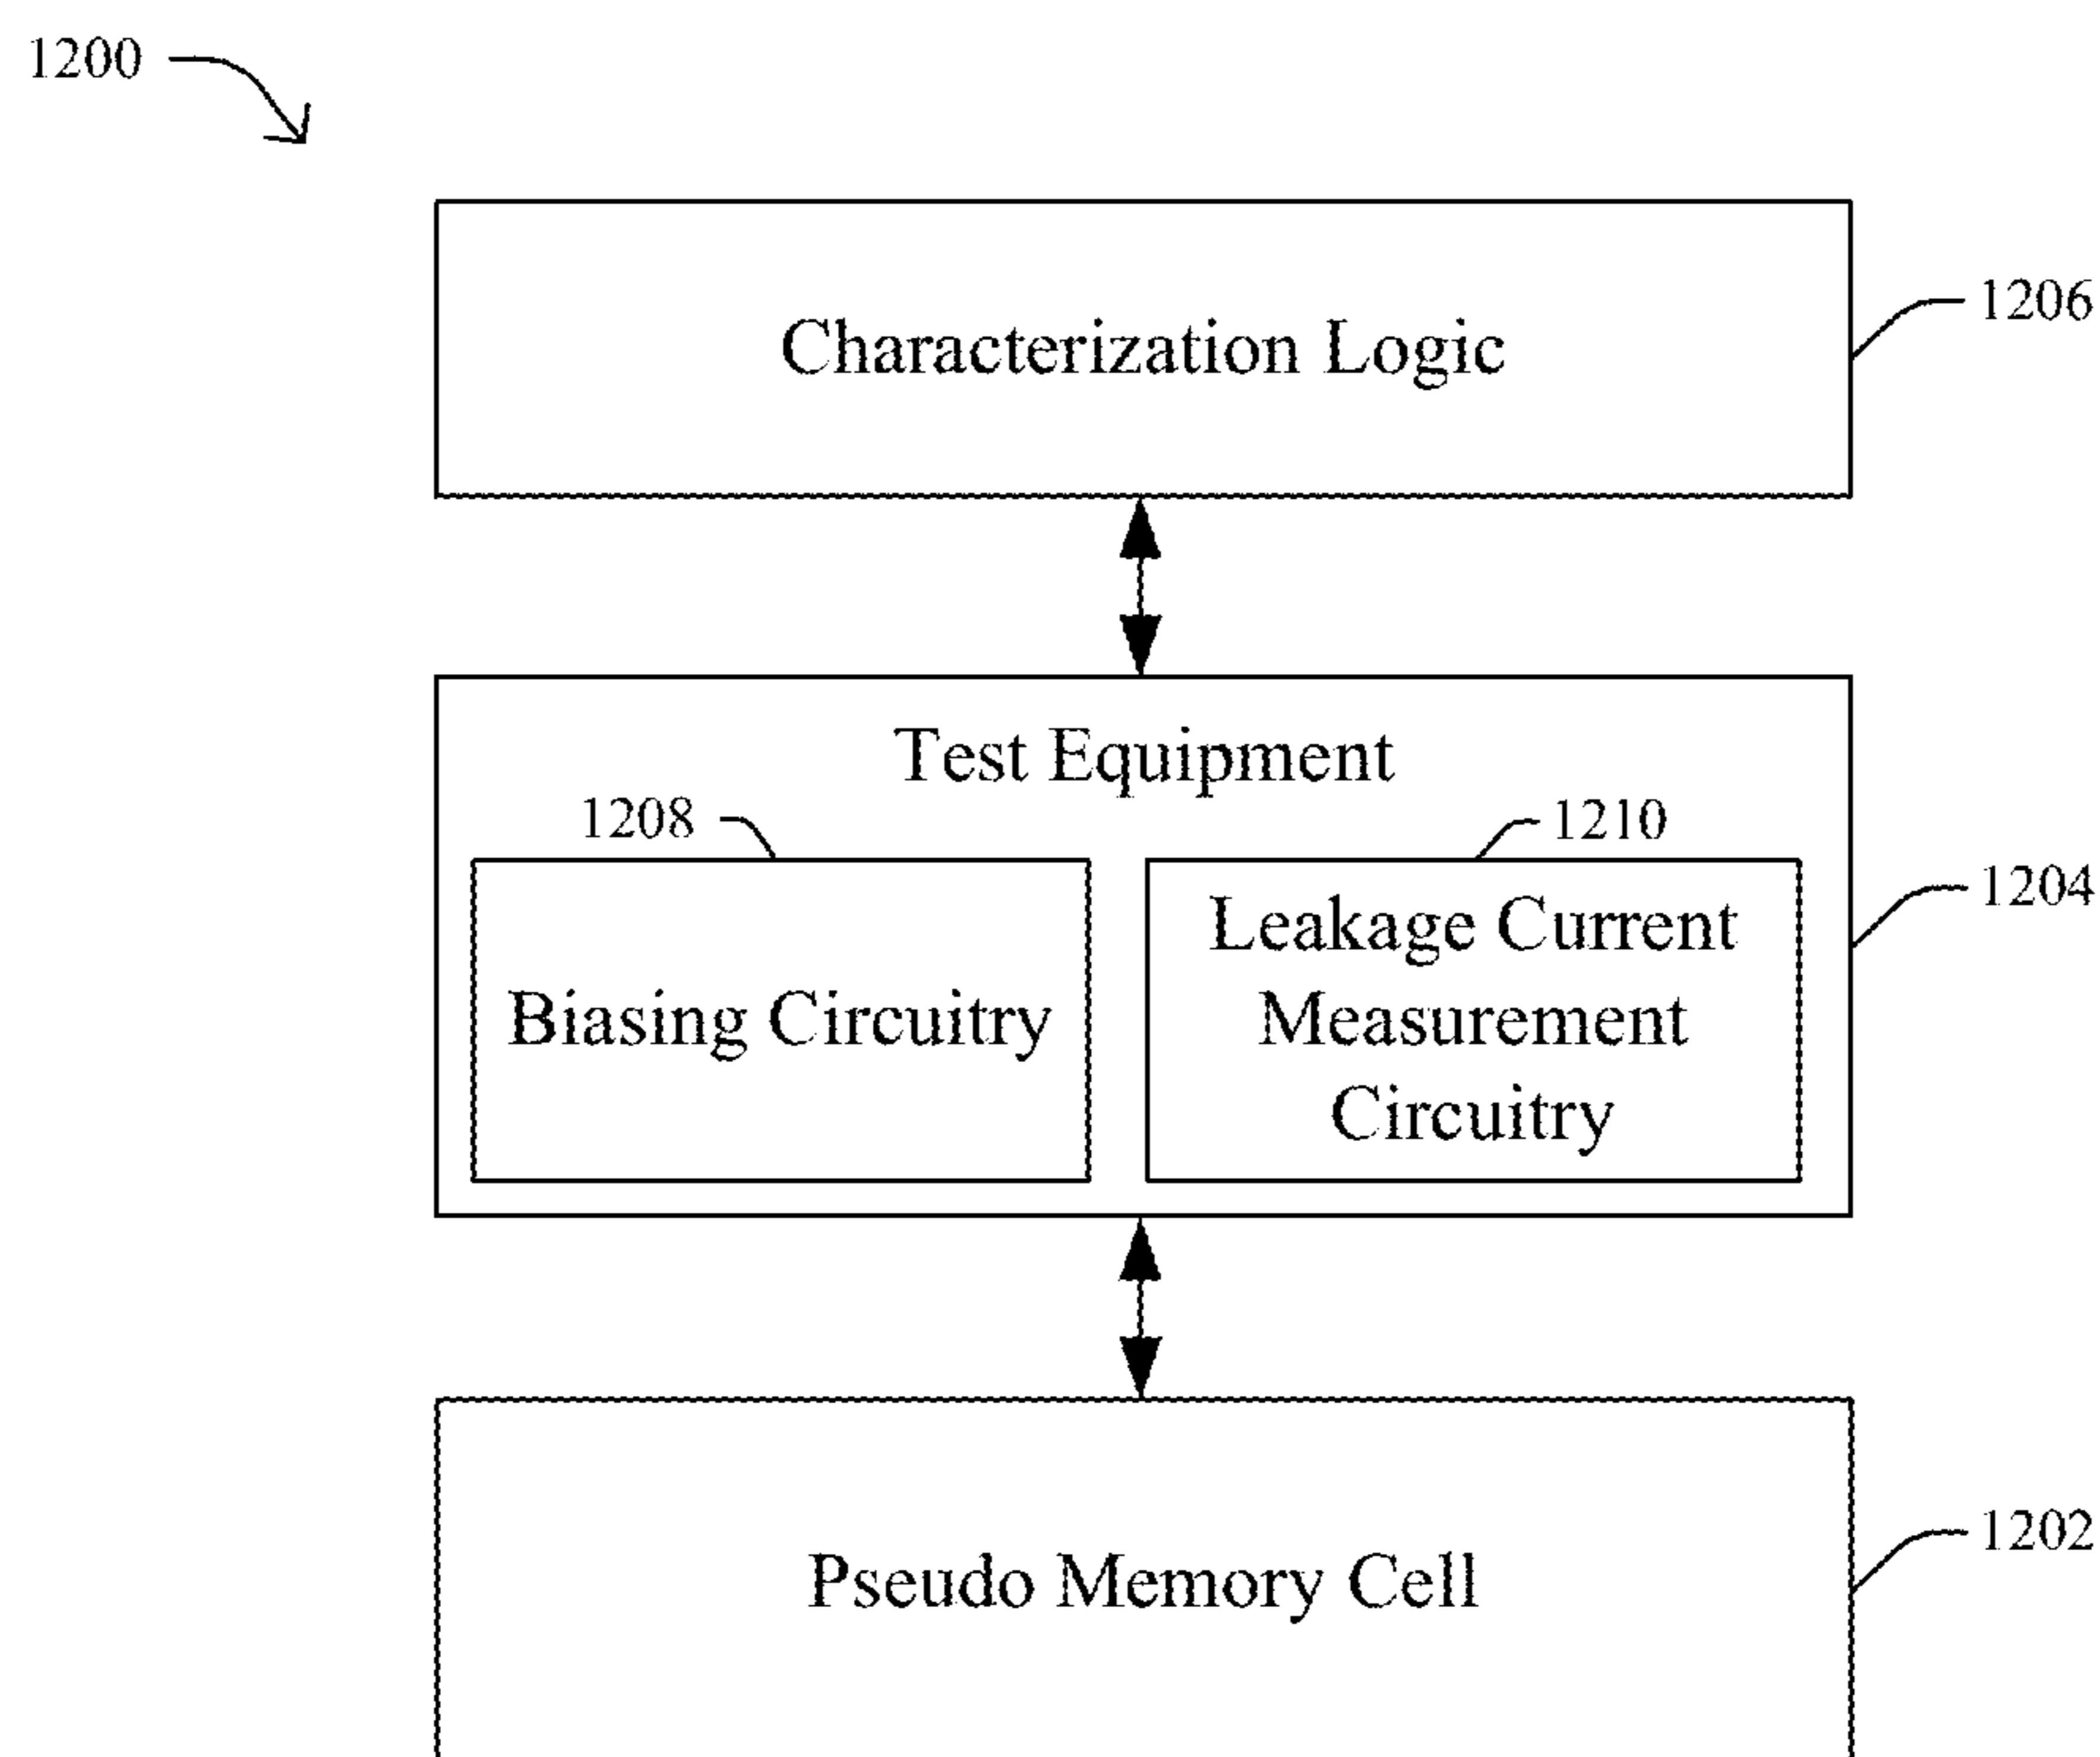 1200
Characterization Logic
1206
Test Equipment
1208
1210
1204
Biasing Circuitry
Leakage Current
Measurement
Circuitry
Pseudo Memory Cell
1202